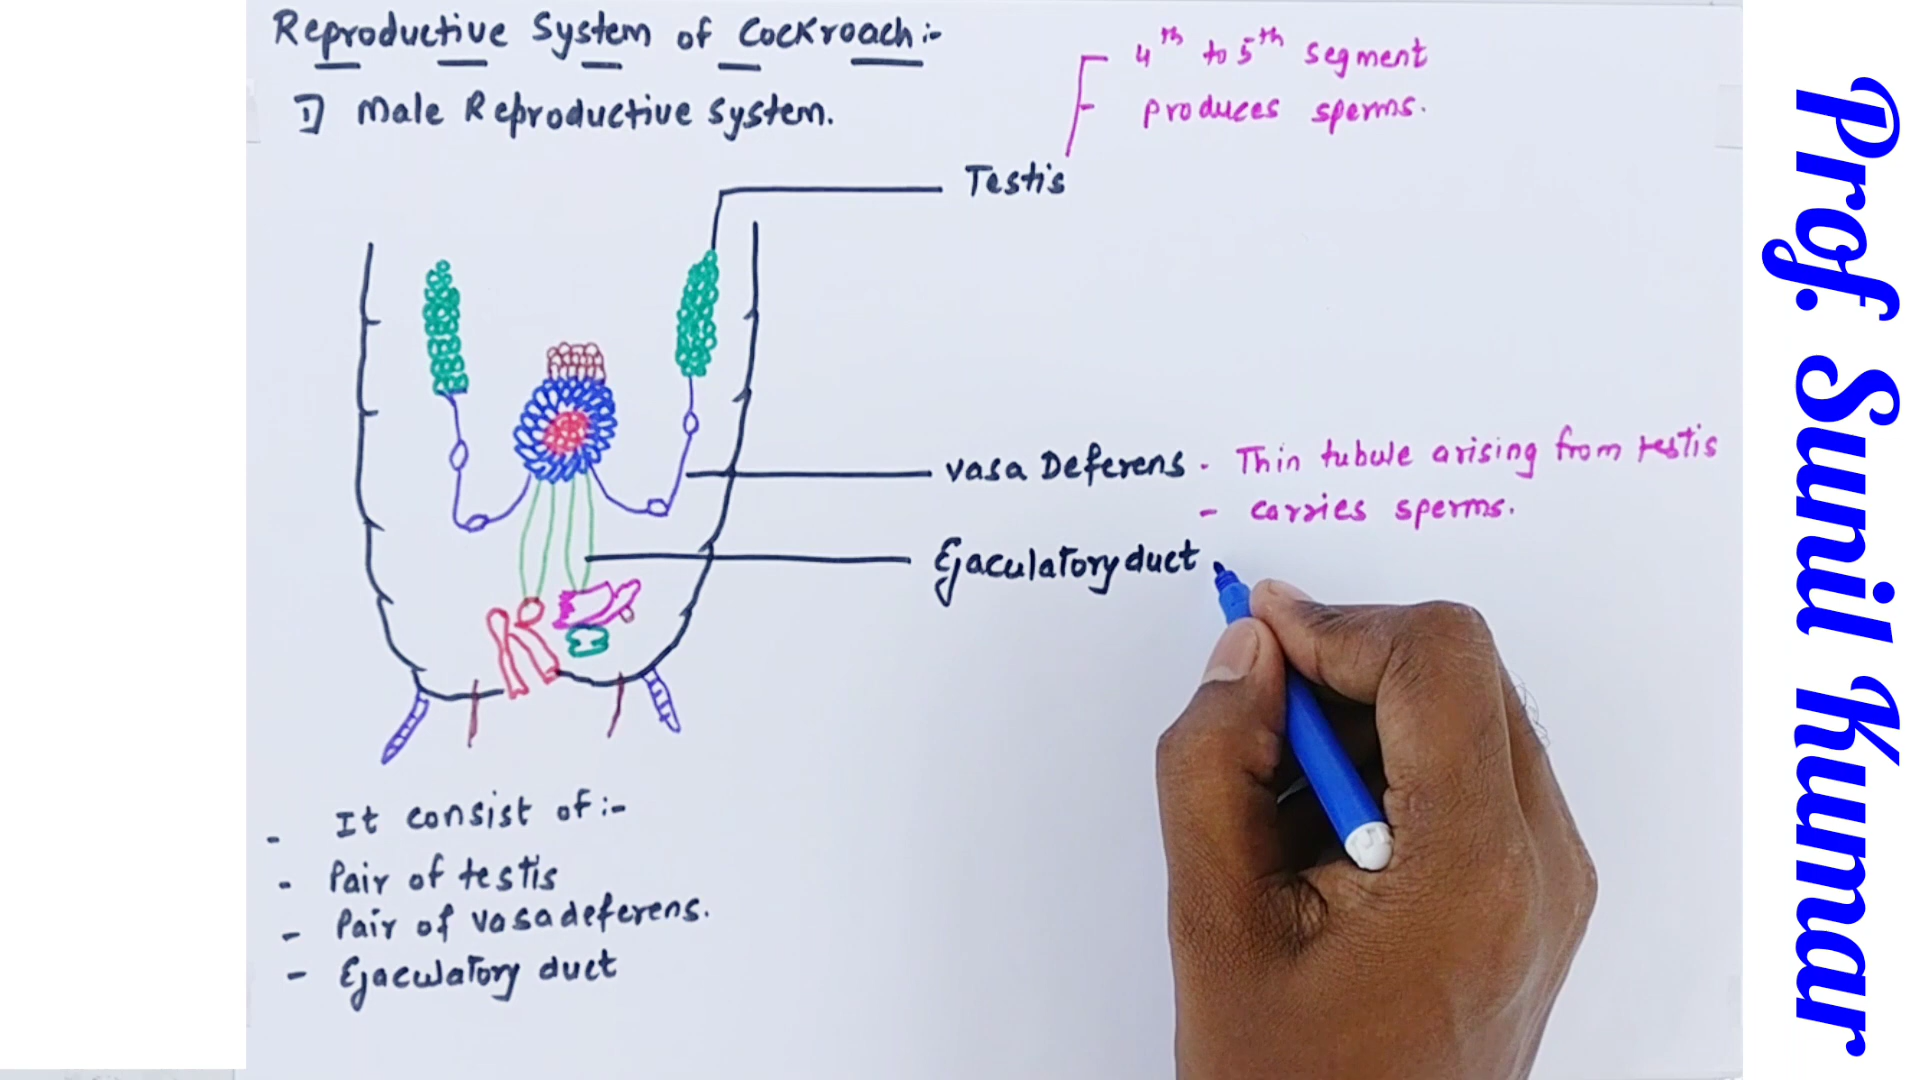 Reproductive System of Cockroach:-
1) Male Reproductive System.
4th to 5th segment
- produces sperms.
Testis
Vasa Deferens - Thin tubule arising from testis
- carries sperms.
Ejaculatory duct
- It consist of:-
- Pair of testis
- Pair of vasadeferens.
- Ejaculatory duct
Prof. Sunil Kumar